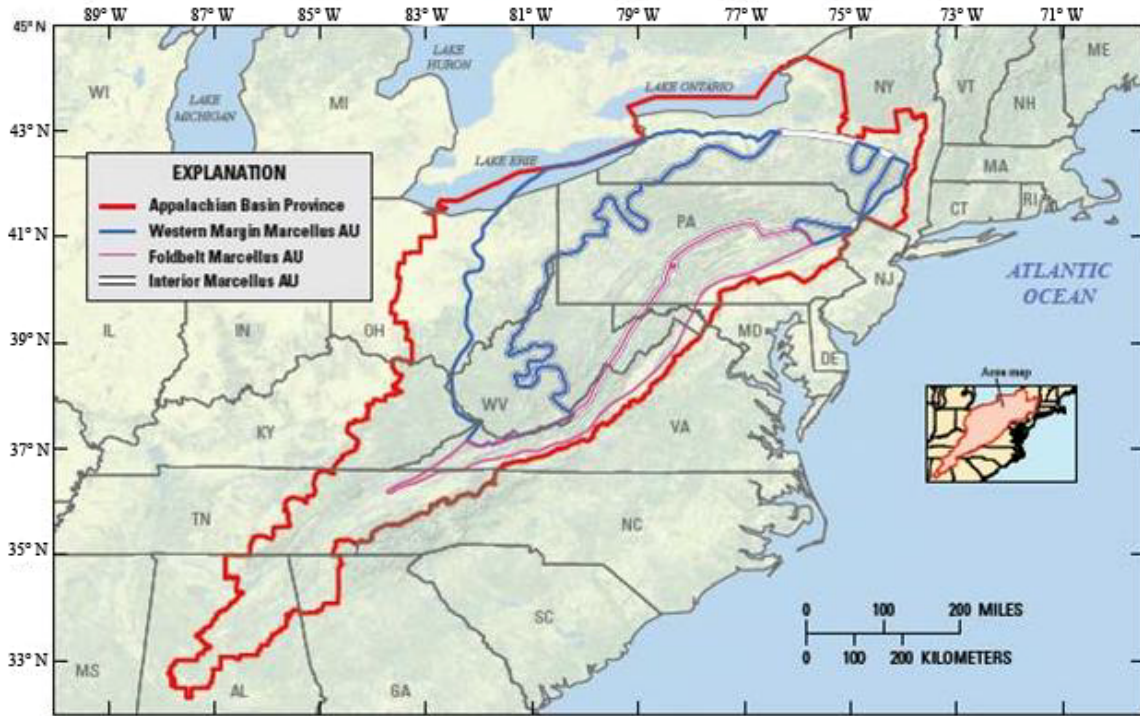 89° W 87° W 85° W 83° W 81° W 79° W 77° W 75° W 73° W 71° W
45° N
43° N
41° N
39° N
37° N
35° N
33° N
WI
LAKE
MICHIGAN
MI
LAKE
HURON
LAKE ONTARIO
NY
VT
NH
ME
LAKE ERIE
MA
CT
RI
EXPLANATION
Appalachian Basin Province
Western Margin Marcellus AU
Foldbelt Marcellus AU
Interior Marcellus AU
PA
NJ
ATLANTIC
OCEAN
IL
IN
OH
MD
DE
WV
Area map
KY
VA
TN
NC
SC
MS
AL
GA
0 100 200 MILES
0 100 200 KILOMETERS